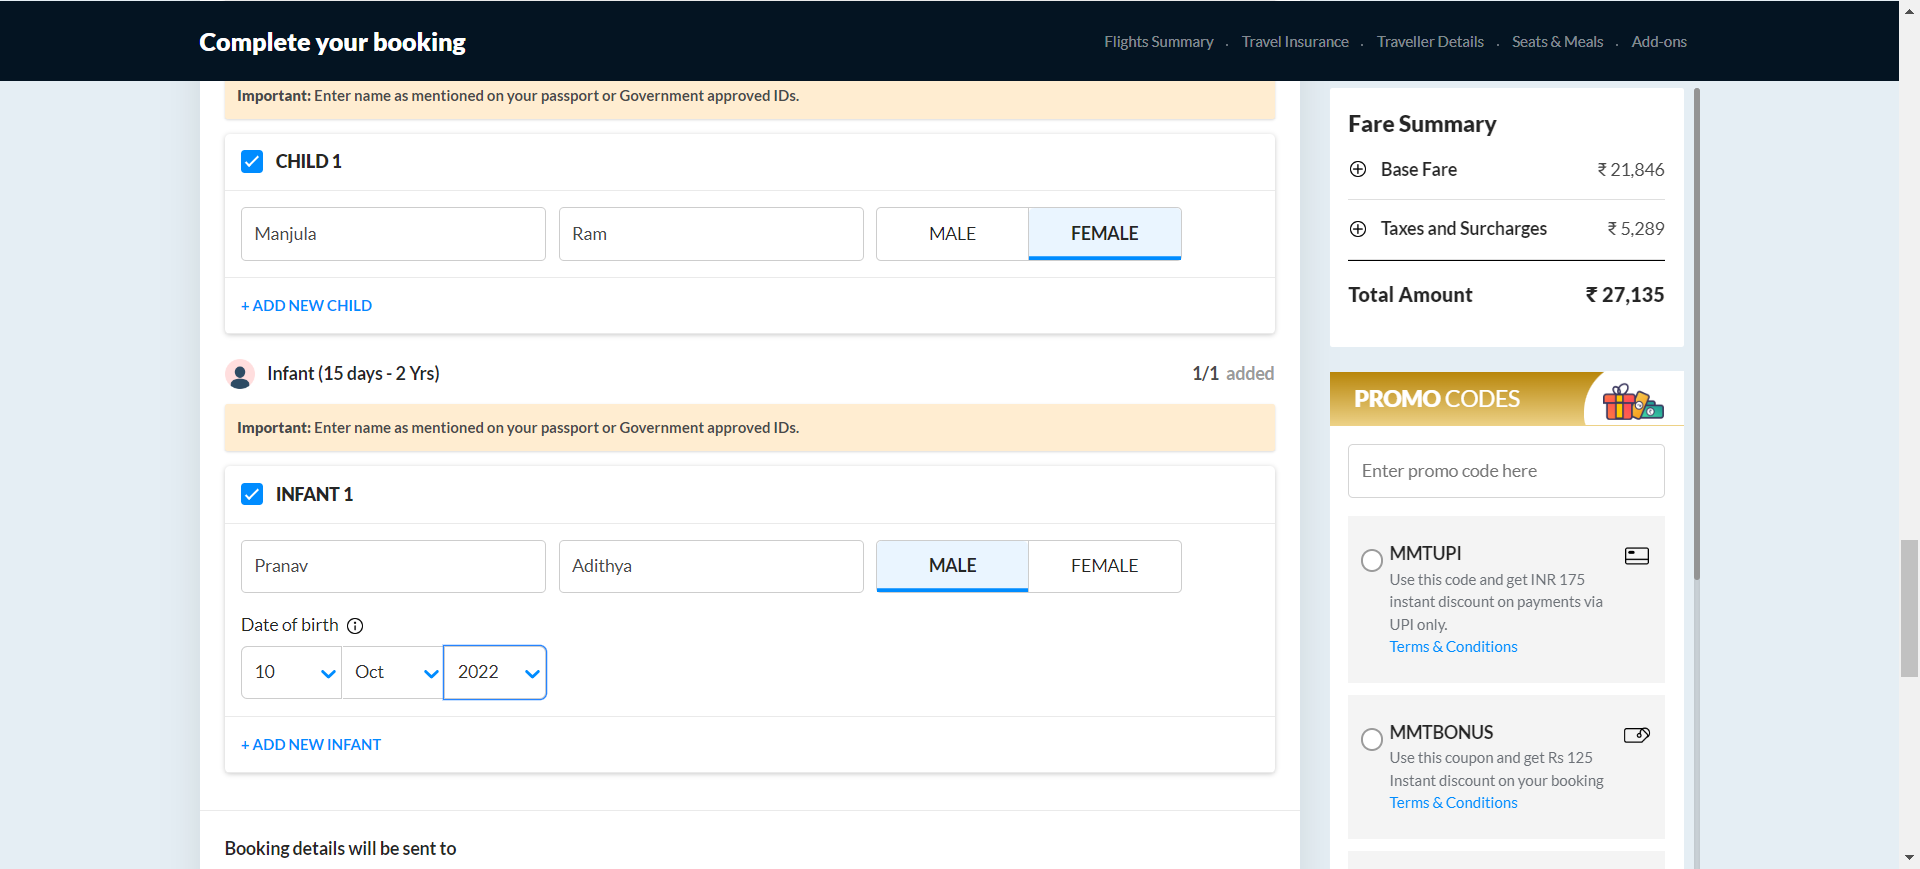 Complete your booking
Flights Summary . Travel Insurance . Traveller Details . Seats & Meals . Add-ons
Important: Enter name as mentioned on your passport or Government approved IDs.
CHILD 1
Manjula Ram MALE FEMALE
+ ADD NEW CHILD
Infant (15 days - 2 Yrs) 1/1 added
Important: Enter name as mentioned on your passport or Government approved IDs.
INFANT 1
Pranav Adithya MALE FEMALE
Date of birth
10 Oct 2022
+ ADD NEW INFANT
Booking details will be sent to
Fare Summary
Base Fare ₹ 21,846
Taxes and Surcharges ₹ 5,289
Total Amount ₹ 27,135
PROMO CODES
Enter promo code here
MMTUPI
Use this code and get INR 175
instant discount on payments via
UPI only.
Terms & Conditions
MMTBONUS
Use this coupon and get Rs 125
Instant discount on your booking
Terms & Conditions